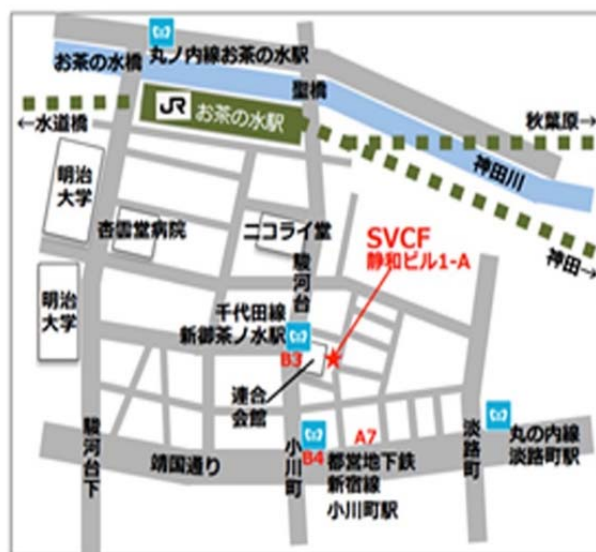 丸ノ内線お茶の水駅
お茶の水橋
聖橋
JR お茶の水駅
←水道橋
秋葉原→
神田川
神田→
明治
大学
杏雲堂病院
ニコライ堂
SVCF
静和ビル1-A
駿河台
明治
大学
千代田線
新御茶ノ水駅
B3
連合
会館
駿河台下
靖国通り
小川町
B4
A7
都営地下鉄
新宿線
小川町駅
淡路町
丸の内線
淡路町駅